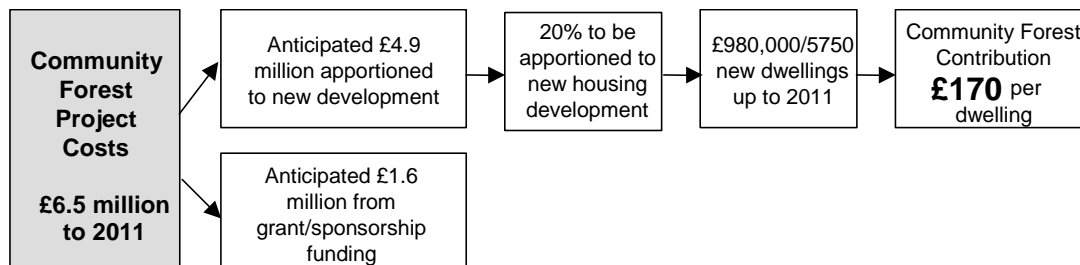 Community
Forest
Project
Costs
£6.5 million
to 2011
Anticipated £4.9
million apportioned
to new development
20% to be
apportioned to
new housing
development
£980,000/5750
new dwellings
up to 2011
Community Forest
Contribution
£170 per
dwelling
Anticipated £1.6
million from
grant/sponsorship
funding